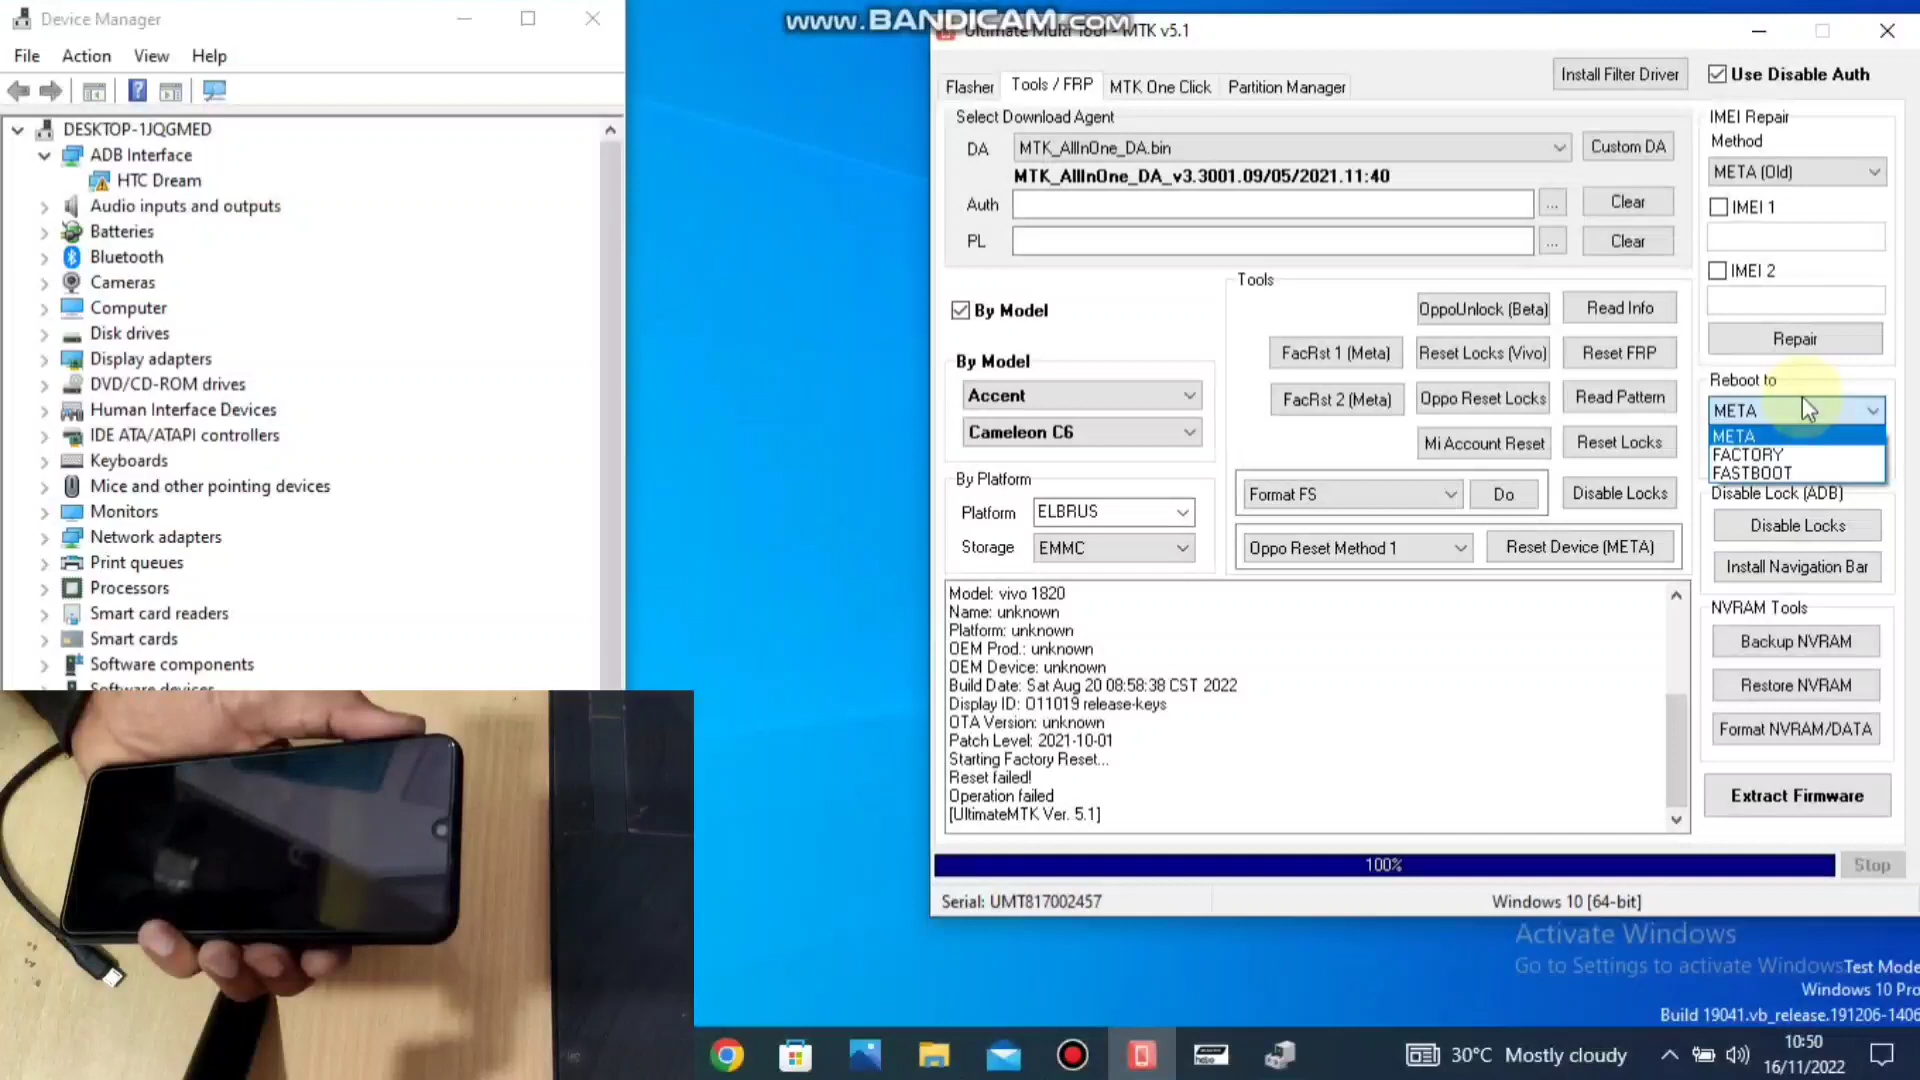 Device Manager
File Action View Help
DESKTOP-1JQGMED
ADB Interface
HTC Dream
Audio inputs and outputs
Batteries
Bluetooth
Cameras
Computer
Disk drives
Display adapters
DVD/CD-ROM drives
Human Interface Devices
IDE ATA/ATAPI controllers
Keyboards
Mice and other pointing devices
Monitors
Network adapters
Print queues
Processors
Smart card readers
Smart cards
Software components
Software devices
www.BANDICAM.com
Ultimate Multi Tool - MTK v5.1
Flasher Tools / FRP MTK One Click Partition Manager
Install Filter Driver
Use Disable Auth
Select Download Agent
DA MTK_AllInOne_DA.bin Custom DA
MTK_AllInOne_DA_v3.3001.09/05/2021.11:40
Auth ... Clear
PL ... Clear
By Model
By Model
Accent
Cameleon C6
By Platform
Platform ELBRUS
Storage EMMC
Tools
OppoUnlock (Beta) Read Info
FacRst 1 (Meta) Reset Locks (Vivo) Reset FRP
FacRst 2 (Meta) Oppo Reset Locks Read Pattern
Mi Account Reset Reset Locks
Format FS Do Disable Locks
Oppo Reset Method 1 Reset Device (META)
IMEI Repair
Method
META (Old)
IMEI 1
IMEI 2
Repair
Reboot to
META
META
FACTORY
FASTBOOT
Disable Lock (ADB)
Disable Locks
Install Navigation Bar
NVRAM Tools
Backup NVRAM
Restore NVRAM
Format NVRAM/DATA
Extract Firmware
Model: vivo 1820
Name: unknown
Platform: unknown
OEM Prod.: unknown
OEM Device: unknown
Build Date: Sat Aug 20 08:58:38 CST 2022
Display ID: O11019 release-keys
OTA Version: unknown
Patch Level: 2021-10-01
Starting Factory Reset...
Reset failed!
Operation failed
[UltimateMTK Ver. 5.1]
100% Stop
Serial: UMT817002457 Windows 10 [64-bit]
Activate Windows
Go to Settings to activate Windows
Test Mode
Windows 10 Pro
Build 19041.vb_release.191206-1406
30°C Mostly cloudy
10:50
16/11/2022